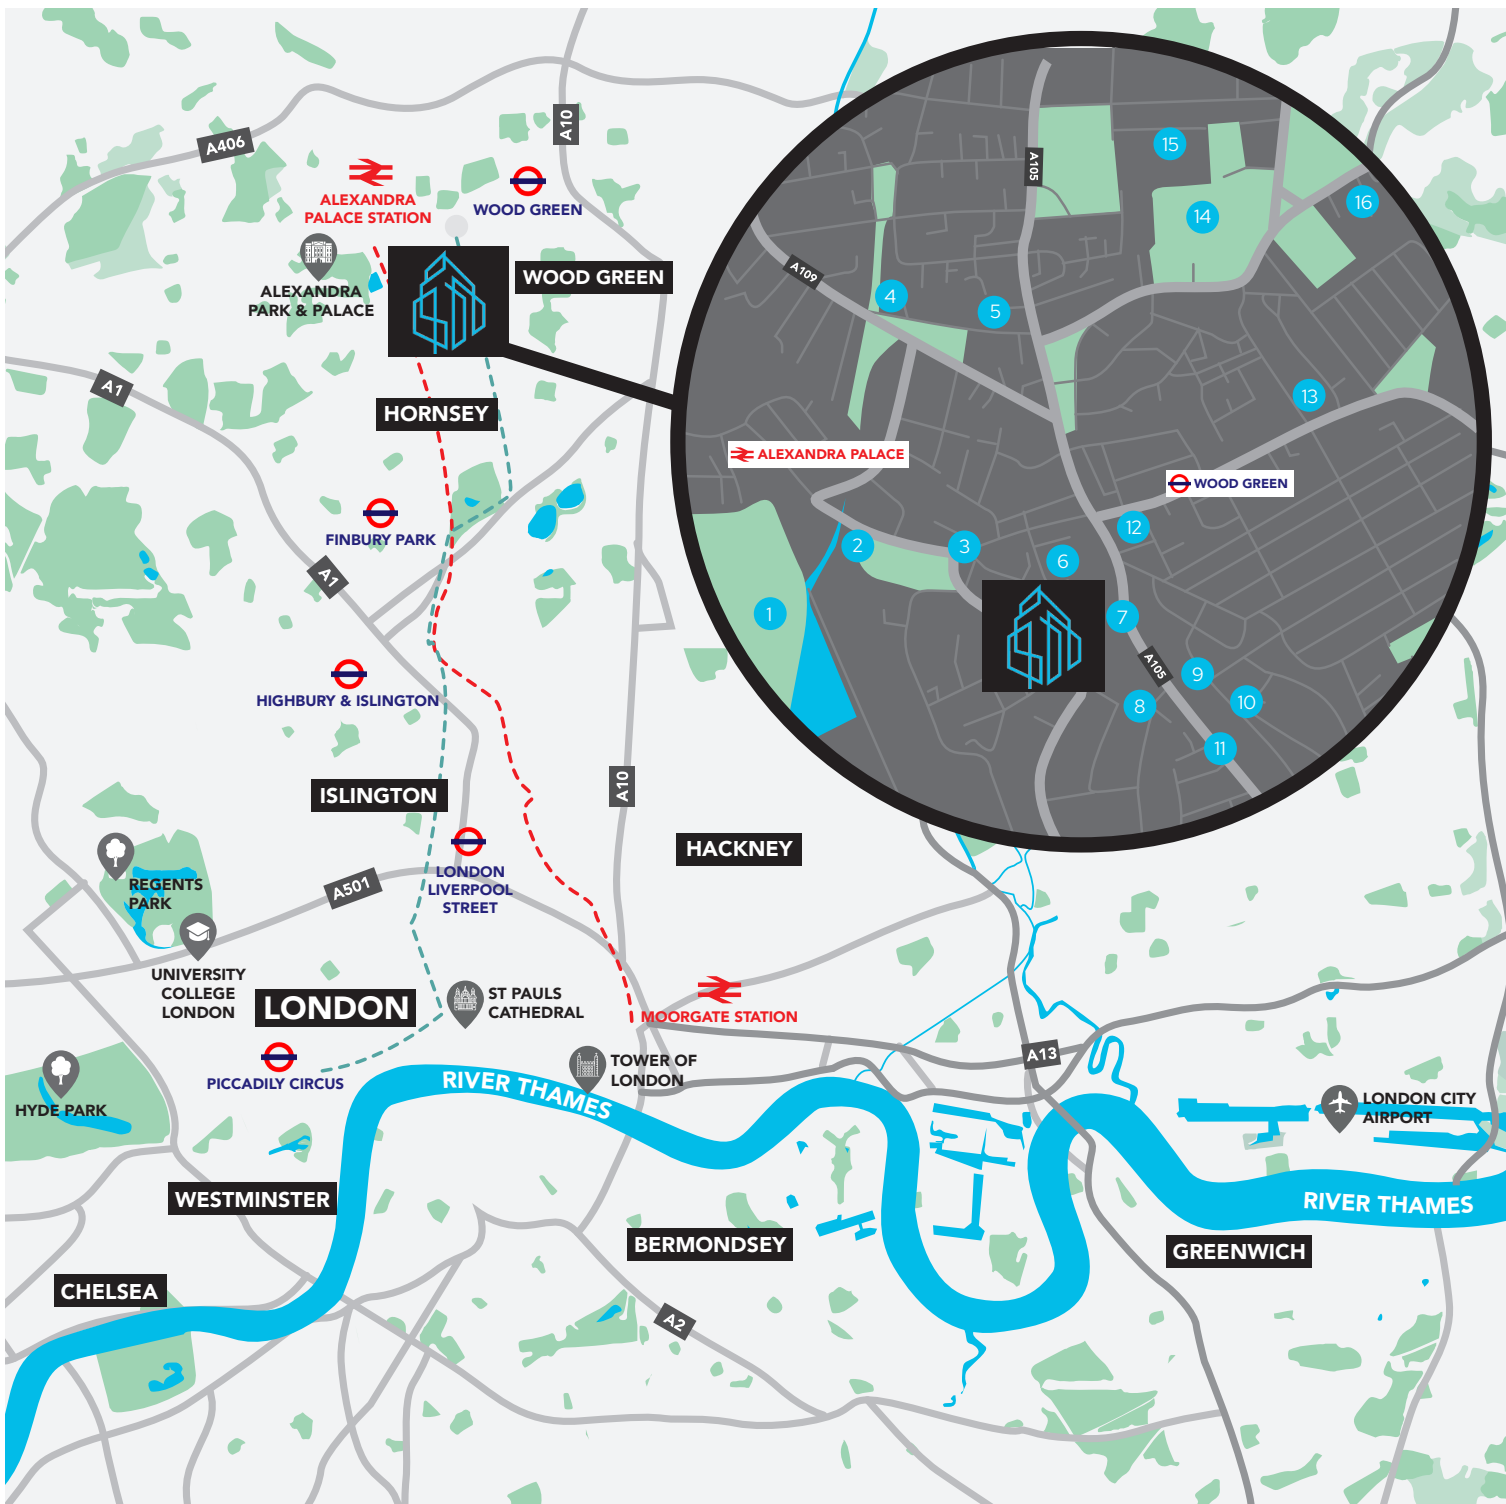 A10
A406
ALEXANDRA
PALACE STATION
WOOD GREEN
WOOD GREEN
ALEXANDRA
PARK & PALACE
A1
HORNSEY
FINBURY PARK
A1
HIGHBURY & ISLINGTON
ISLINGTON
A10
HACKNEY
LONDON
LIVERPOOL
STREET
REGENTS
PARK
A501
UNIVERSITY
COLLEGE
LONDON
LONDON
ST PAULS
CATHEDRAL
MOORGATE STATION
PICCADILY CIRCUS
TOWER OF
LONDON
HYDE PARK
RIVER THAMES
A13
LONDON CITY
AIRPORT
WESTMINSTER
RIVER THAMES
BERMONDSEY
GREENWICH
CHELSEA
A2
A105
15
16
14
A109
4
5
13
ALEXANDRA PALACE
WOOD GREEN
12
2
3
6
1
7
A105
9
10
8
11